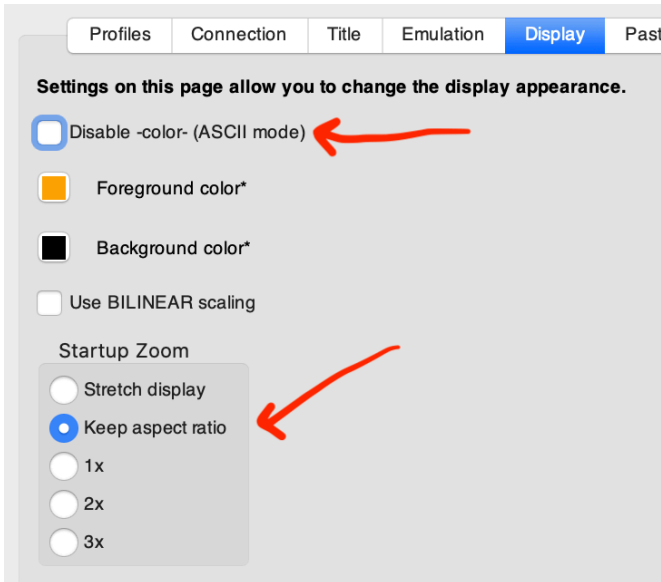 Profiles Connection Title Emulation Display Past
Settings on this page allow you to change the display appearance.
Disable -color- (ASCII mode)
Foreground color*
Background color*
Use BILINEAR scaling
Startup Zoom
Stretch display
Keep aspect ratio
1x
2x
3x